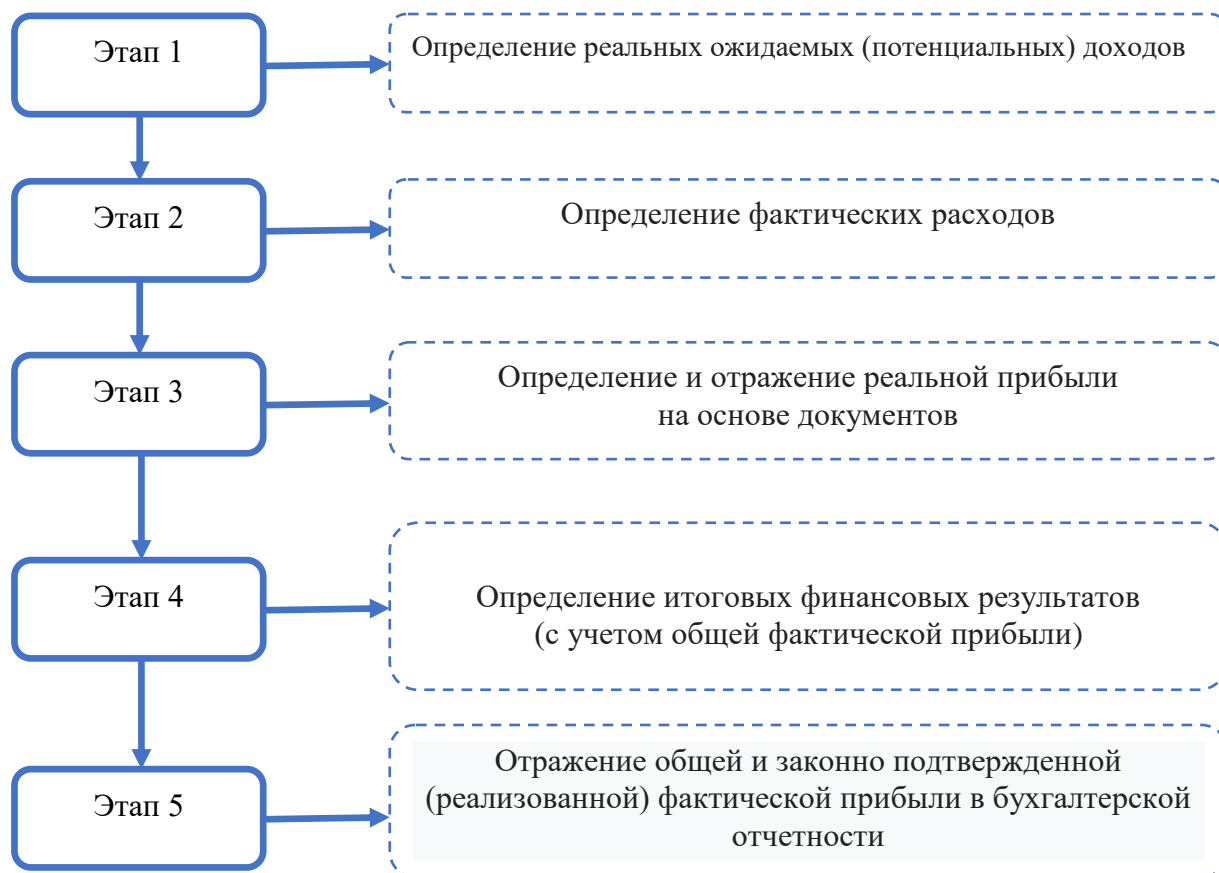 Этап 1
Определение реальных ожидаемых (потенциальных) доходов
Этап 2
Определение фактических расходов
Этап 3
Определение и отражение реальной прибыли
на основе документов
Этап 4
Определение итоговых финансовых результатов
(с учетом общей фактической прибыли)
Этап 5
Отражение общей и законно подтвержденной
(реализованной) фактической прибыли в бухгалтерской
отчетности